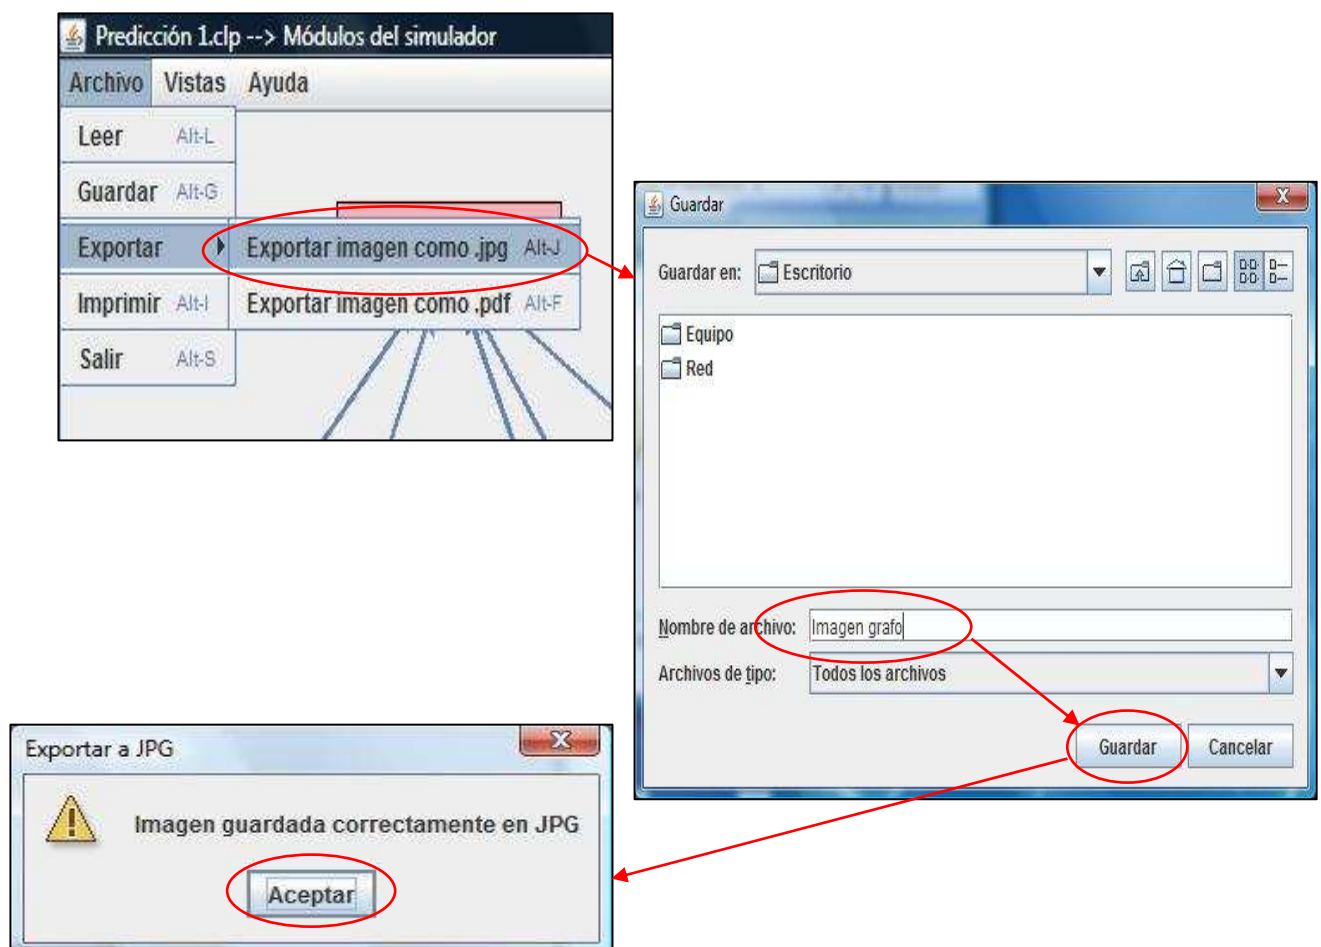 Predicción 1.clp --> Módulos del simulador
Archivo Vistas Ayuda
Leer Alt-L
Guardar Alt-G
Exportar
Exportar imagen como .jpg Alt-J
Imprimir Alt-I
Exportar imagen como .pdf Alt-F
Salir Alt-S
Guardar
X
Guardar en: Escritorio
Equipo
Red
Nombre de archivo: Imagen grafo
Archivos de tipo: Todos los archivos
Guardar Cancelar
Exportar a JPG
X
Imagen guardada correctamente en JPG
Aceptar